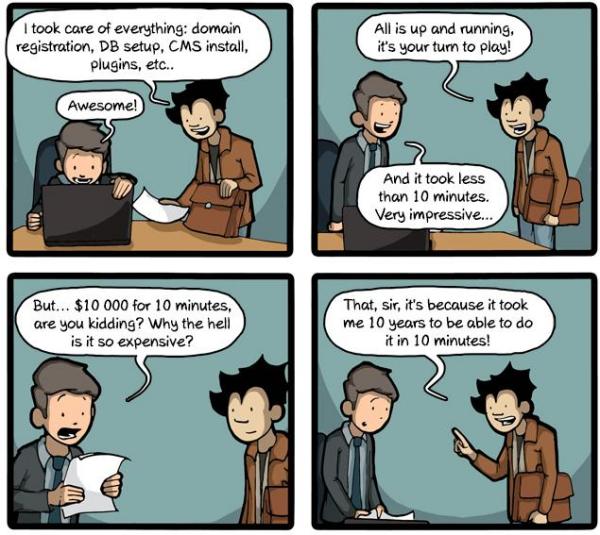 I took care of everything: domain
registration, DB setup, CMS install,
plugins, etc..
Awesome!
All is up and running,
it's your turn to play!
And it took less
than 10 minutes.
Very impressive...
But... $10 000 for 10 minutes,
are you kidding? Why the hell
is it so expensive?
That, sir, it's because it took
me 10 years to be able to do
it in 10 minutes!